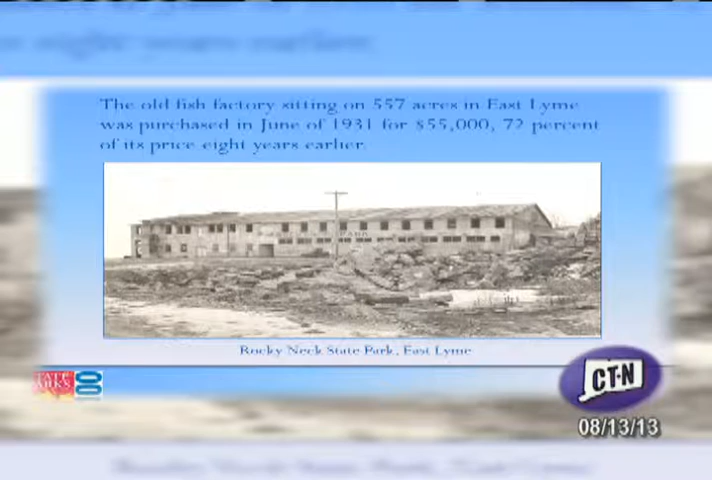 The old fish factory sitting on 557 acres in East Lyme
was purchased in June of 1931 for $55,000, 72 percent
of its price eight years earlier.
Rocky Neck State Park, East Lyme
100
CT-N
08/13/13